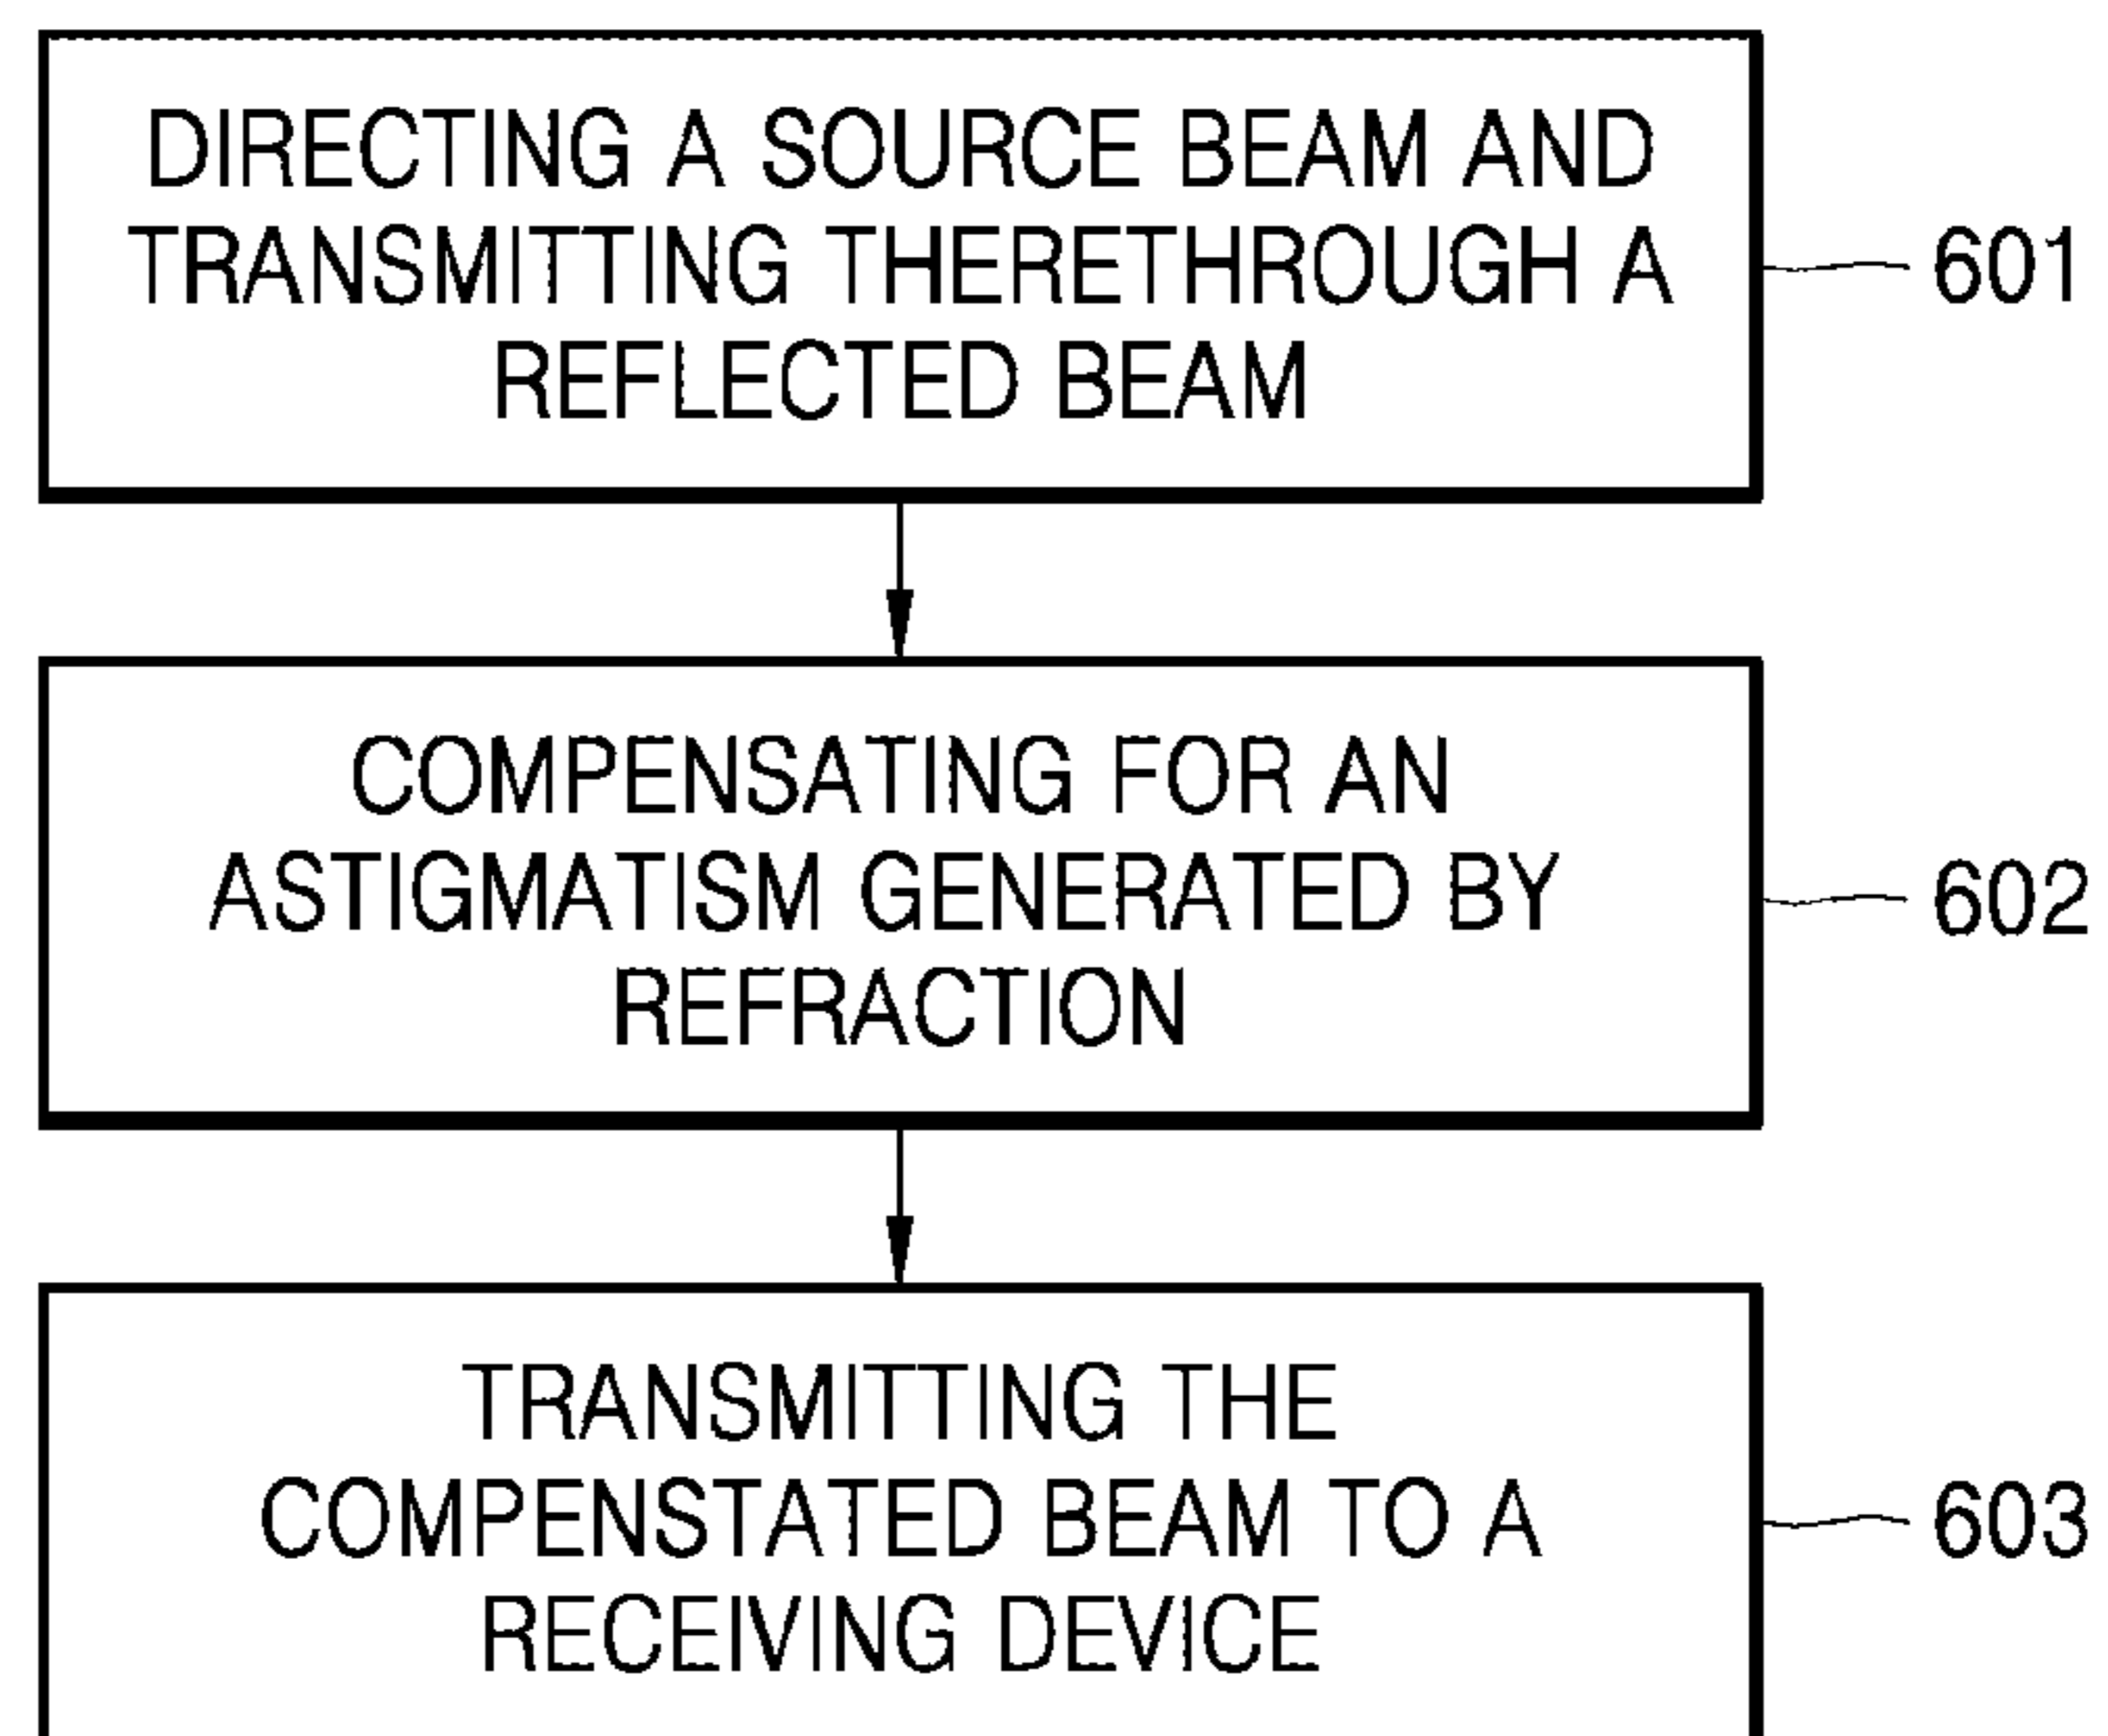 DIRECTING A SOURCE BEAM AND
TRANSMITTING THERETHROUGH A
REFLECTED BEAM
601
COMPENSATING FOR AN
ASTIGMATISM GENERATED BY
REFRACTION
602
TRANSMITTING THE
COMPENSTATED BEAM TO A
RECEIVING DEVICE
603